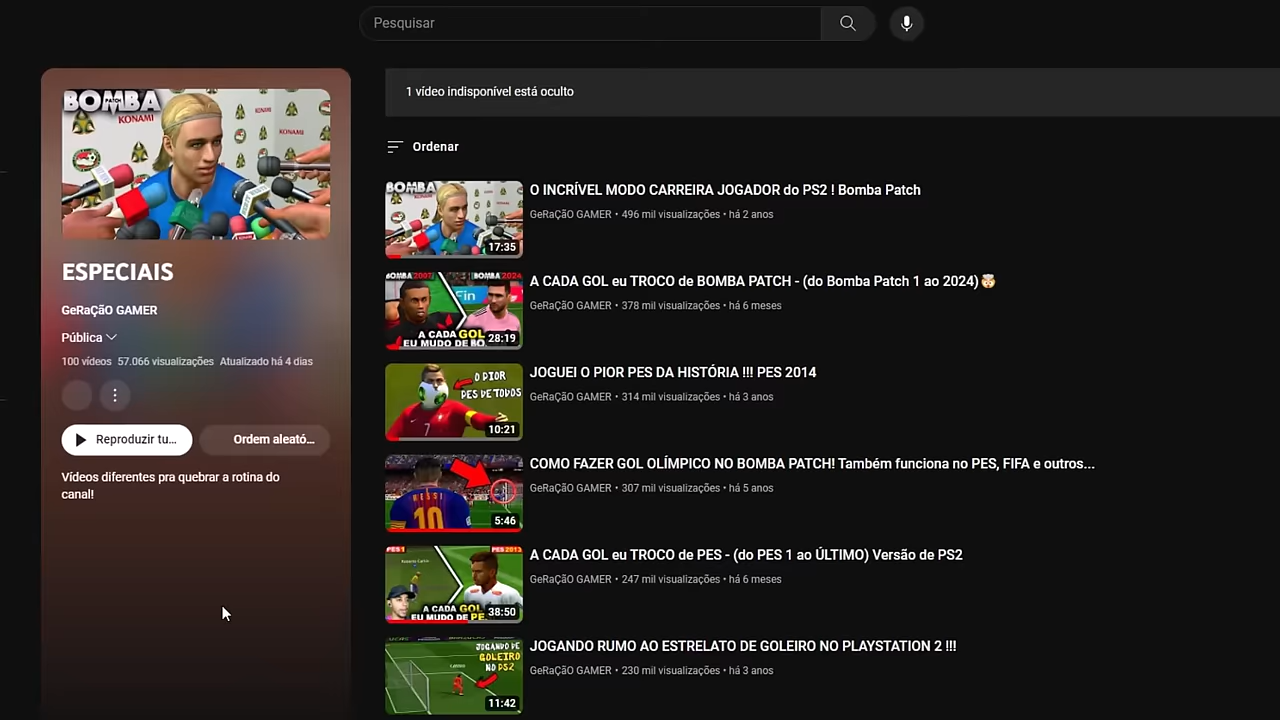 Pesquisar
BOMBA
PATCH
KONAMI
KONAMI
ESPECIAIS
GeRaÇãO GAMER
Pública
100 vídeos 57.066 visualizações Atualizado há 4 dias
Reproduzir tu...
Ordem aleató...
Vídeos diferentes pra quebrar a rotina do
canal!
1 vídeo indisponível está oculto
Ordenar
BOMBA
17:35
O INCRÍVEL MODO CARREIRA JOGADOR do PS2 ! Bomba Patch
GeRaÇãO GAMER • 496 mil visualizações • há 2 anos
BOMBA 2007
BOMBA 2024
A CADA GOL
EU MUDO DE BO
28:19
A CADA GOL eu TROCO de BOMBA PATCH - (do Bomba Patch 1 ao 2024)🤯
GeRaÇãO GAMER • 378 mil visualizações • há 6 meses
O PIOR
PES DE TODOS
7
10:21
JOGUEI O PIOR PES DA HISTÓRIA !!! PES 2014
GeRaÇãO GAMER • 314 mil visualizações • há 3 anos
MESSI
10
5:46
COMO FAZER GOL OLÍMPICO NO BOMBA PATCH! Também funciona no PES, FIFA e outros...
GeRaÇãO GAMER • 307 mil visualizações • há 5 anos
PES 1
A CADA GOL
EU MUDO DE PE
38:50
A CADA GOL eu TROCO de PES - (do PES 1 ao ÚLTIMO) Versão de PS2
GeRaÇãO GAMER • 247 mil visualizações • há 6 meses
JOGANDO DE
GOLEIRO
NO PS2
11:42
JOGANDO RUMO AO ESTRELATO DE GOLEIRO NO PLAYSTATION 2 !!!
GeRaÇãO GAMER • 230 mil visualizações • há 3 anos